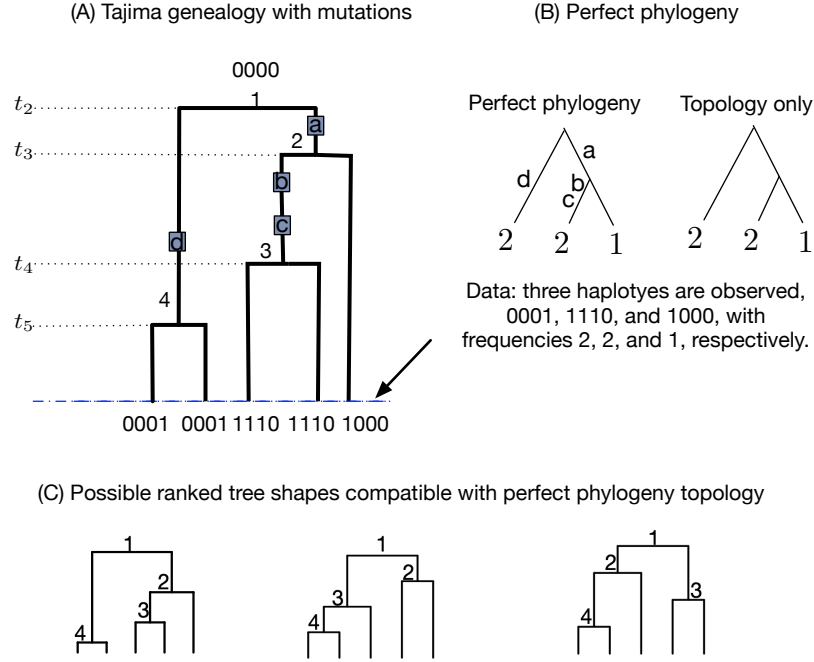 (A) Tajima genealogy with mutations
(B) Perfect phylogeny
0000
t₂
1
a
t₃
2
b
c
d
t₄
3
4
t₅
0001 0001 1110 1110 1000
Perfect phylogeny
Topology only
a
d
b
c
2 2 1
2 2 1
Data: three haplotyes are observed,
0001, 1110, and 1000, with
frequencies 2, 2, and 1, respectively.
(C) Possible ranked tree shapes compatible with perfect phylogeny topology
1
2
3
4
1
2
3
4
1
2
3
4